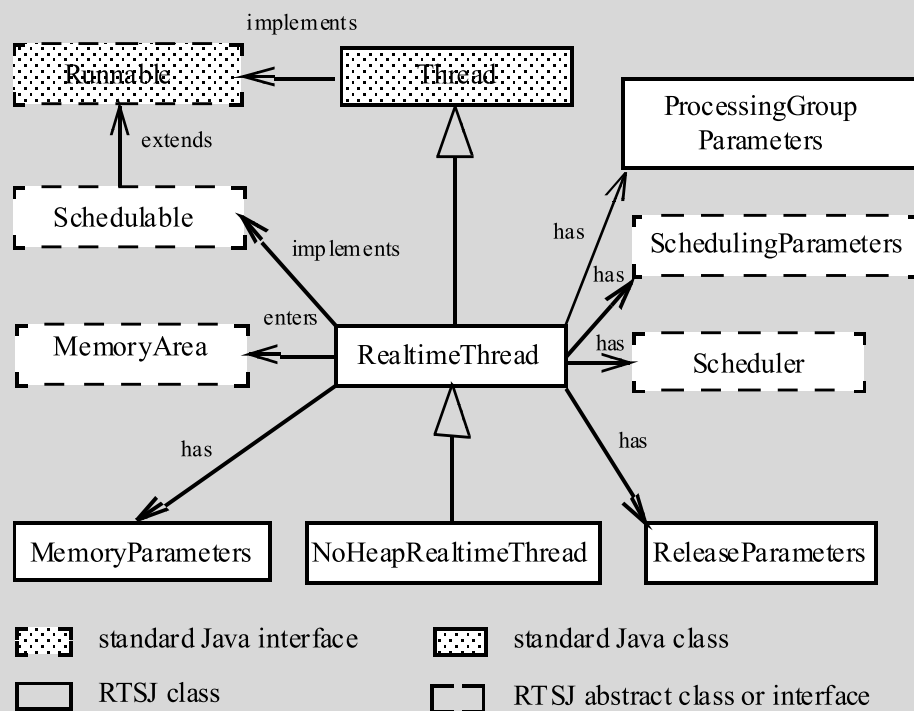 implements
Runnable
Thread
ProcessingGroup
Parameters
extends
Schedulable
implements
has
SchedulingParameters
has
enters
MemoryArea
RealtimeThread
has
Scheduler
has
has
MemoryParameters
NoHeapRealtimeThread
ReleaseParameters
standard Java interface
standard Java class
RTSJ class
RTSJ abstract class or interface